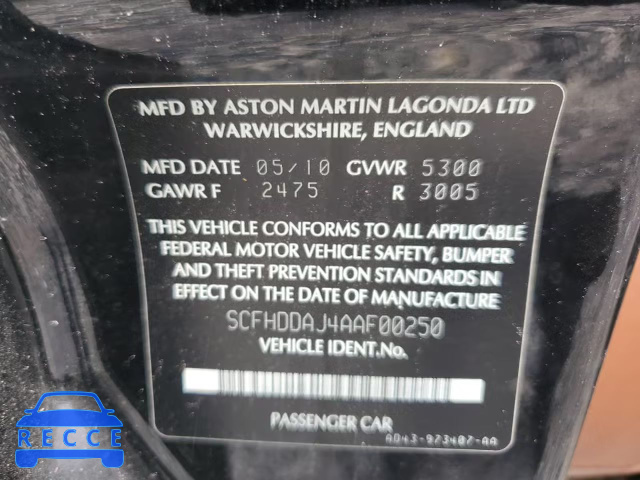 MFD BY ASTON MARTIN LAGONDA LTD
WARWICKSHIRE, ENGLAND
MFD DATE 05/10 GVWR 5300
GAWR F 2475 R 3005
THIS VEHICLE CONFORMS TO ALL APPLICABLE
FEDERAL MOTOR VEHICLE SAFETY, BUMPER
AND THEFT PREVENTION STANDARDS IN
EFFECT ON THE DATE OF MANUFACTURE
SCFHDDAJ4AAF00250
VEHICLE IDENT.No.
PASSENGER CAR
AD43-973407-AA
RECCE